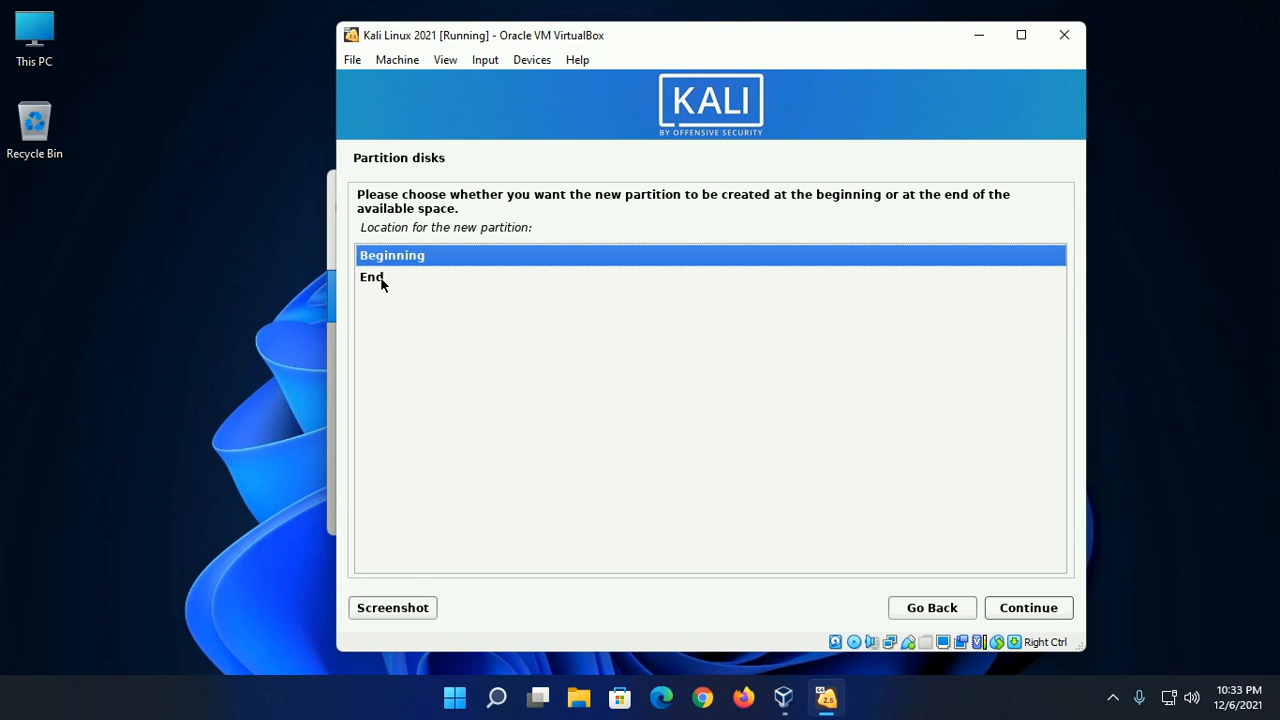 This PC
Recycle Bin
Kali Linux 2021 [Running] - Oracle VM VirtualBox
File Machine View Input Devices Help
KALI
BY OFFENSIVE SECURITY
Partition disks
Please choose whether you want the new partition to be created at the beginning or at the end of the
available space.
Location for the new partition:
Beginning
End
Screenshot
Go Back
Continue
Right Ctrl
10:33 PM
12/6/2021